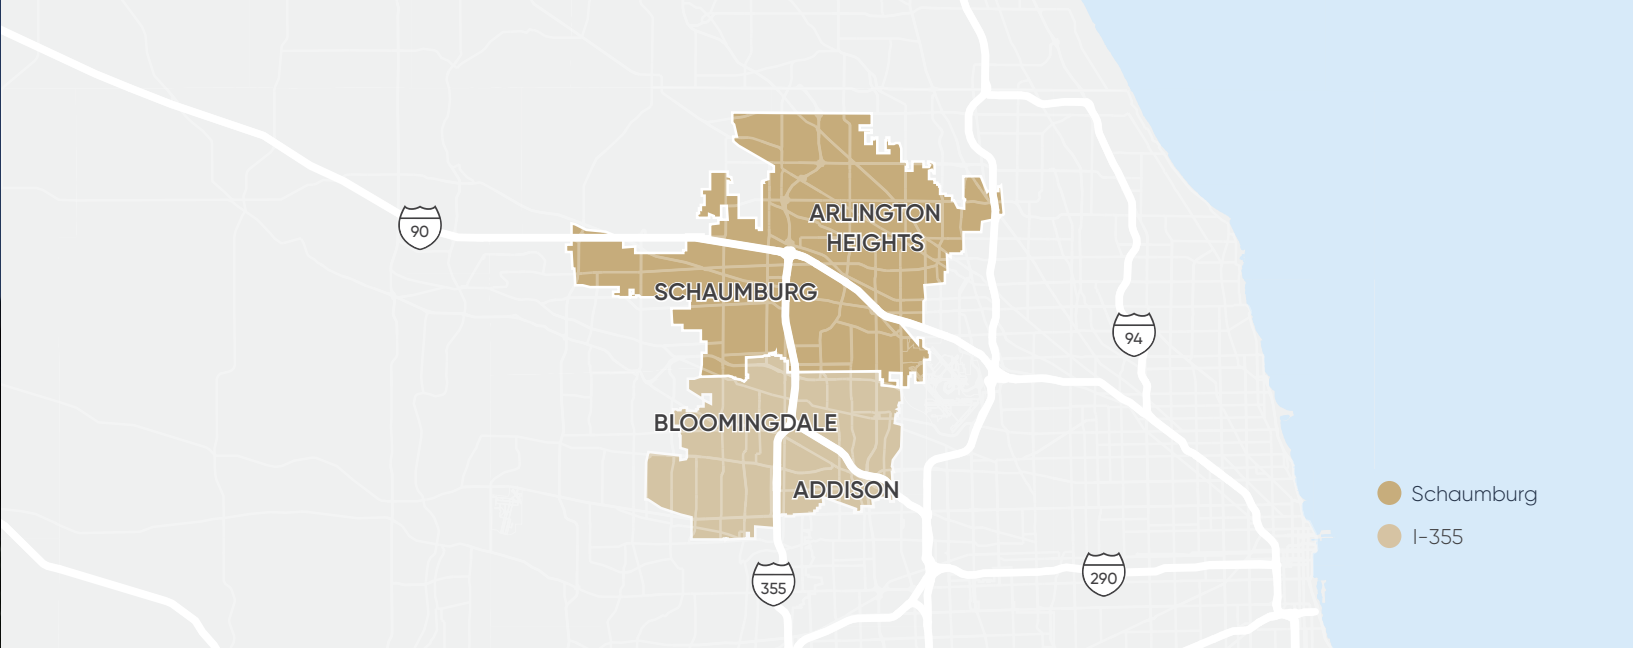 ARLINGTON
HEIGHTS
90
SCHAUMBURG
94
BLOOMINGDALE
ADDISON
Schaumburg
I-355
290
355